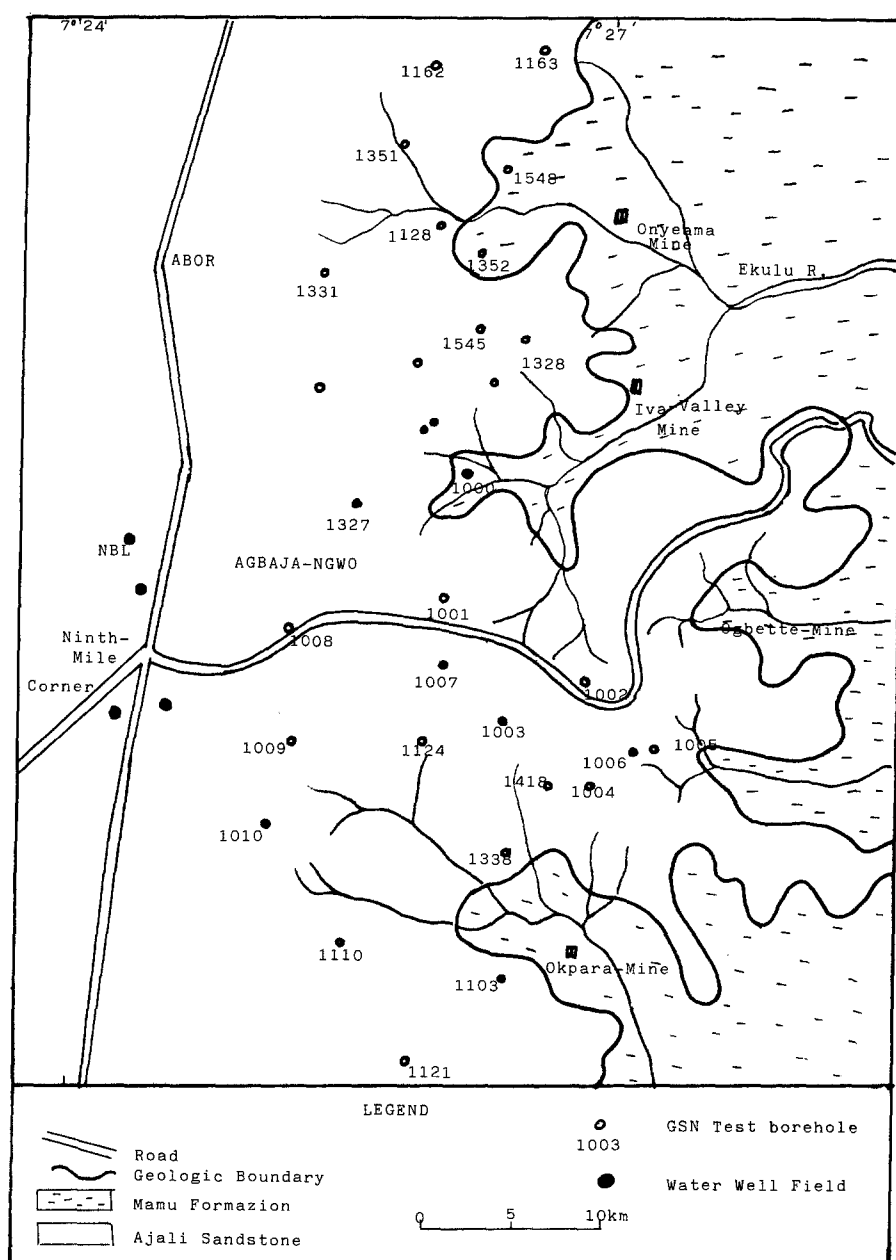 7° 24'
7° 27'
1162
1163
1351
1548
1128
Onyeama
Mine
ABOR
1352
Ekulu R.
1331
1545
1328
Iva-Valley
Mine
1000
1327
NBL
AGBAJA-NGWO
1001
Ninth-
Mile
Corner
1008
Ogbette-Mine
1007
1002
1003
1009
1124
1006
1005
1418
1004
1010
1338
1110
Okpara-Mine
1103
1121
LEGEND
Road
Geologic Boundary
Mamu Formazion
Ajali Sandstone
GSN Test borehole
1003
Water Well Field
0 5 10km